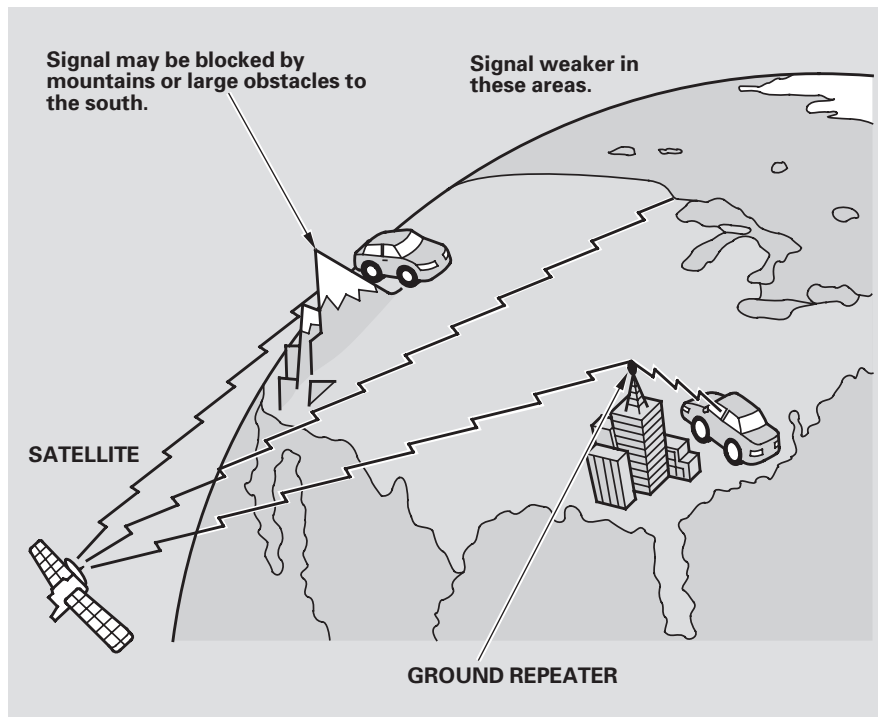 Signal may be blocked by
mountains or large obstacles to
the south.
Signal weaker in
these areas.
SATELLITE
GROUND REPEATER